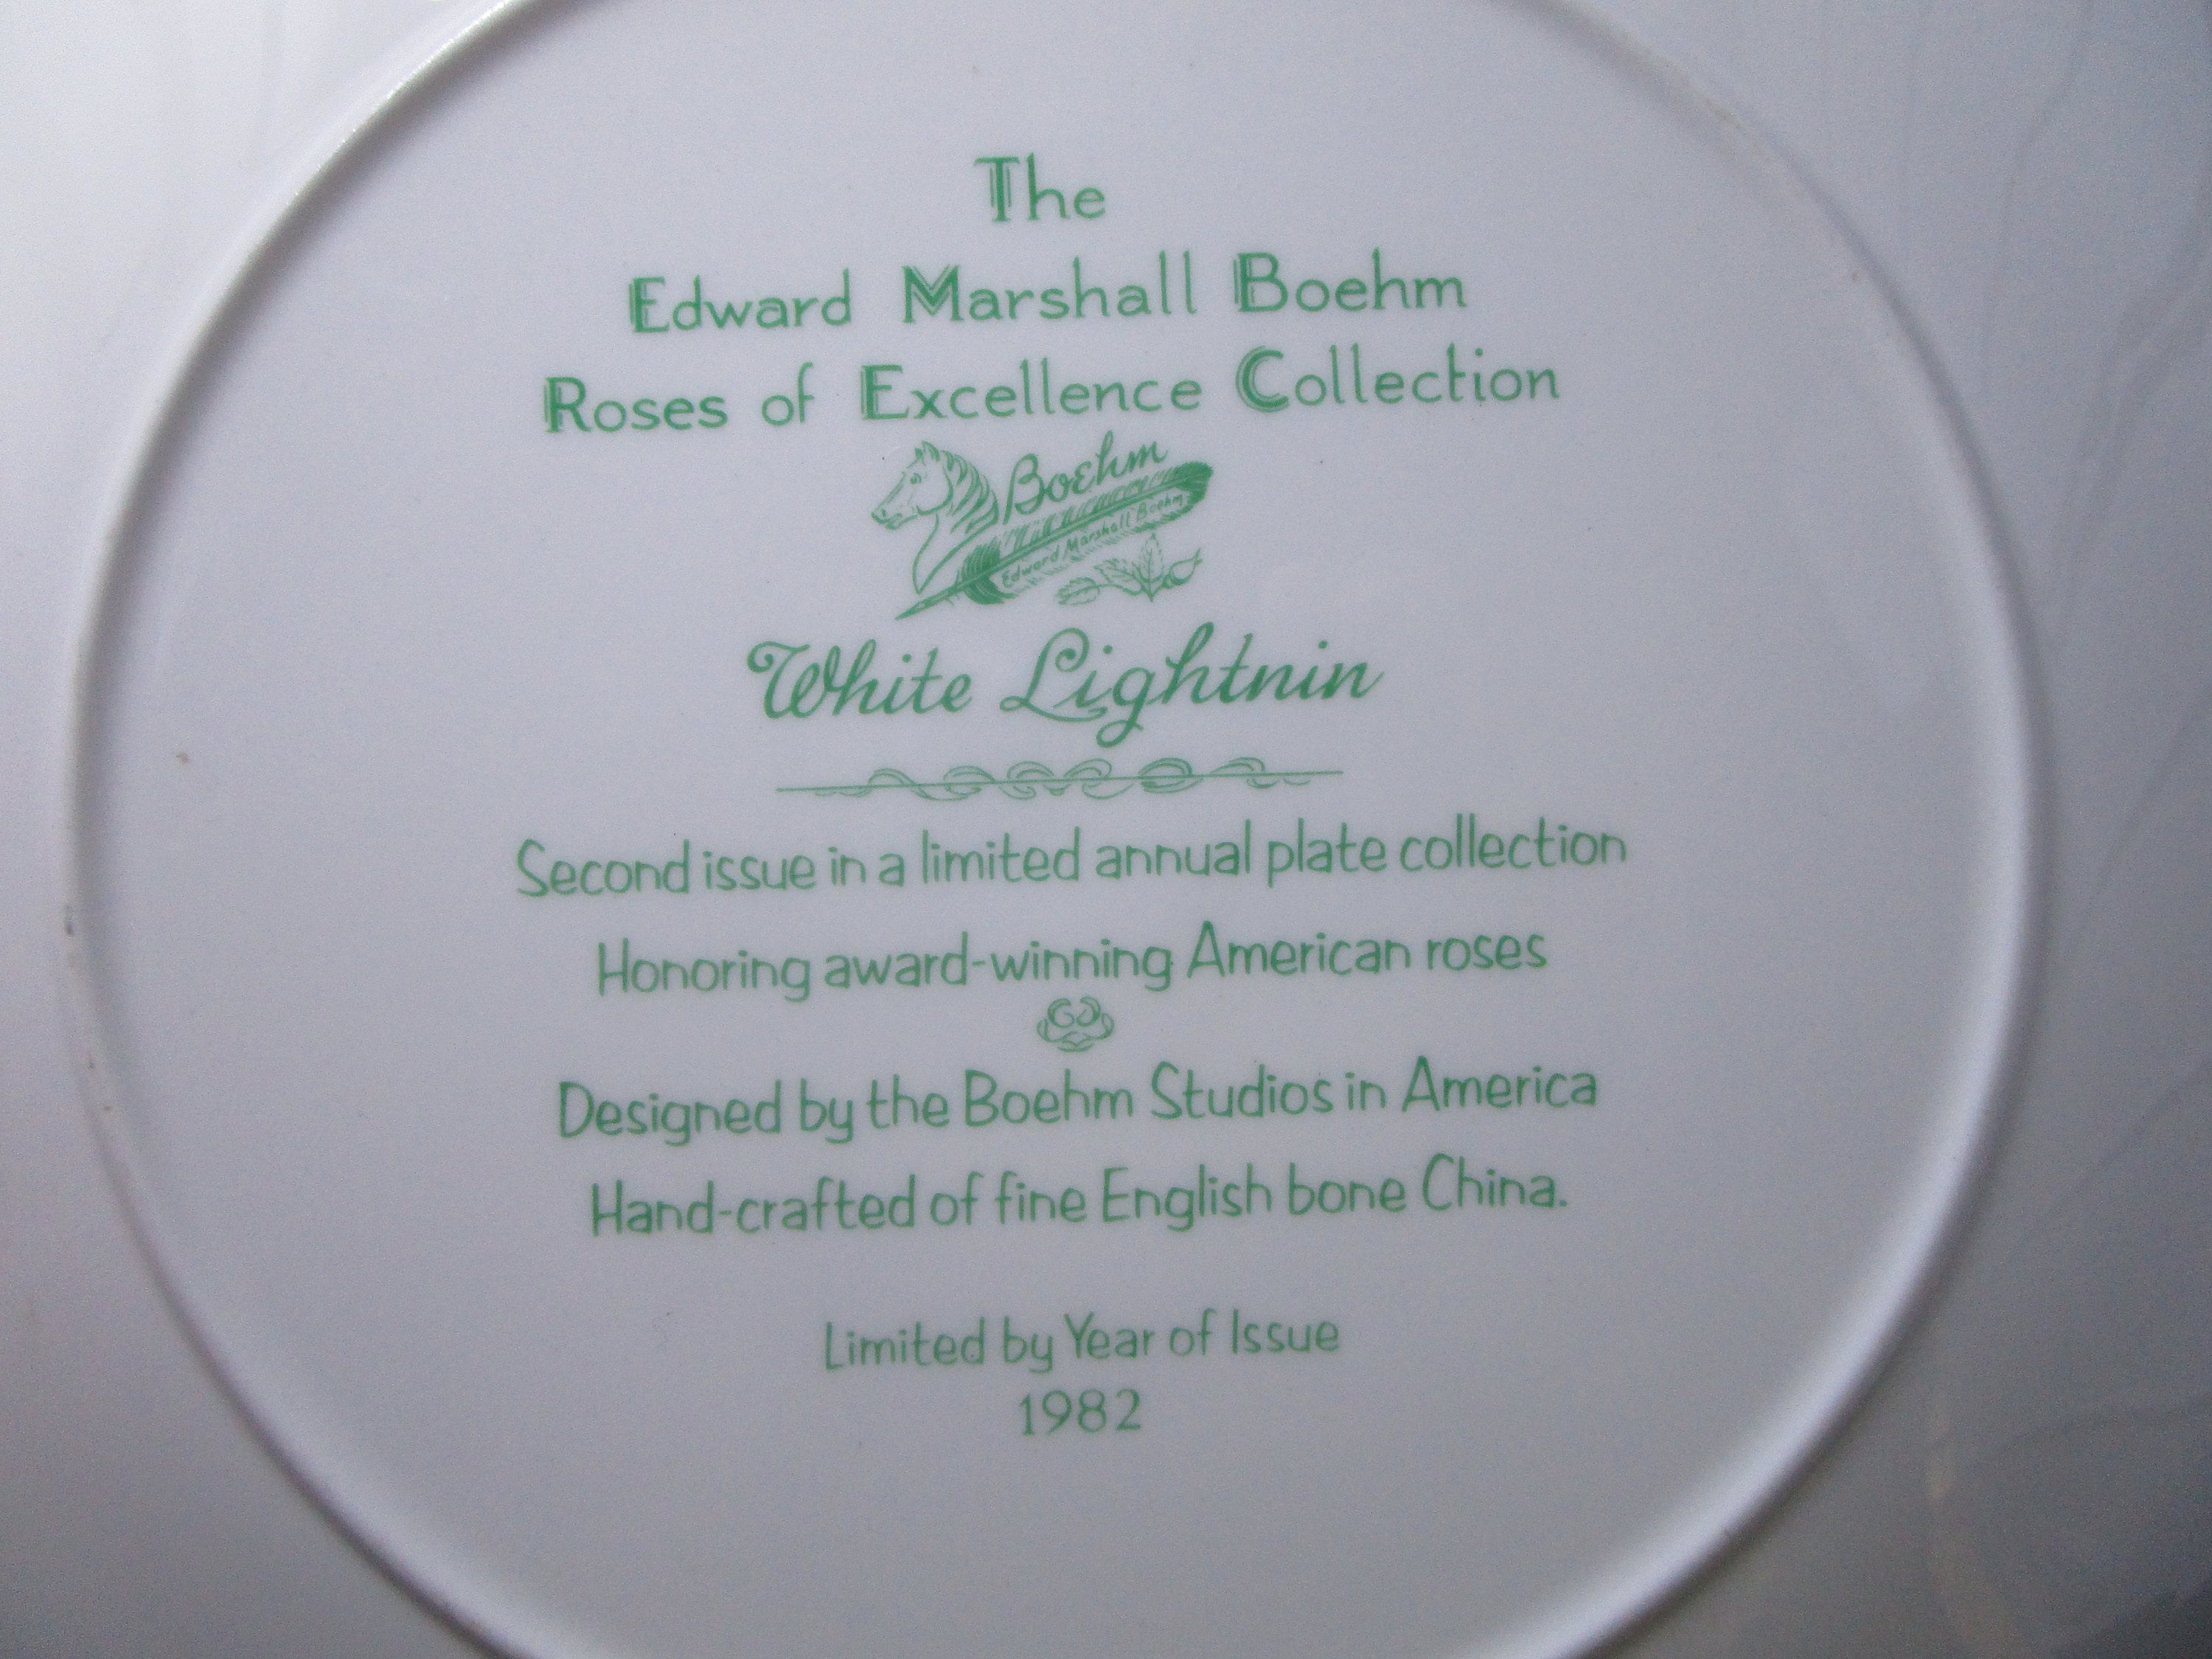 The
Edward Marshall Boehm
Roses of Excellence Collection
Boehm
Edward Marshall Boehm
White Lightnin
Second issue in a limited annual plate collection
Honoring award-winning American roses
Designed by the Boehm Studios in America
Hand-crafted of fine English bone China.
Limited by Year of Issue
1982